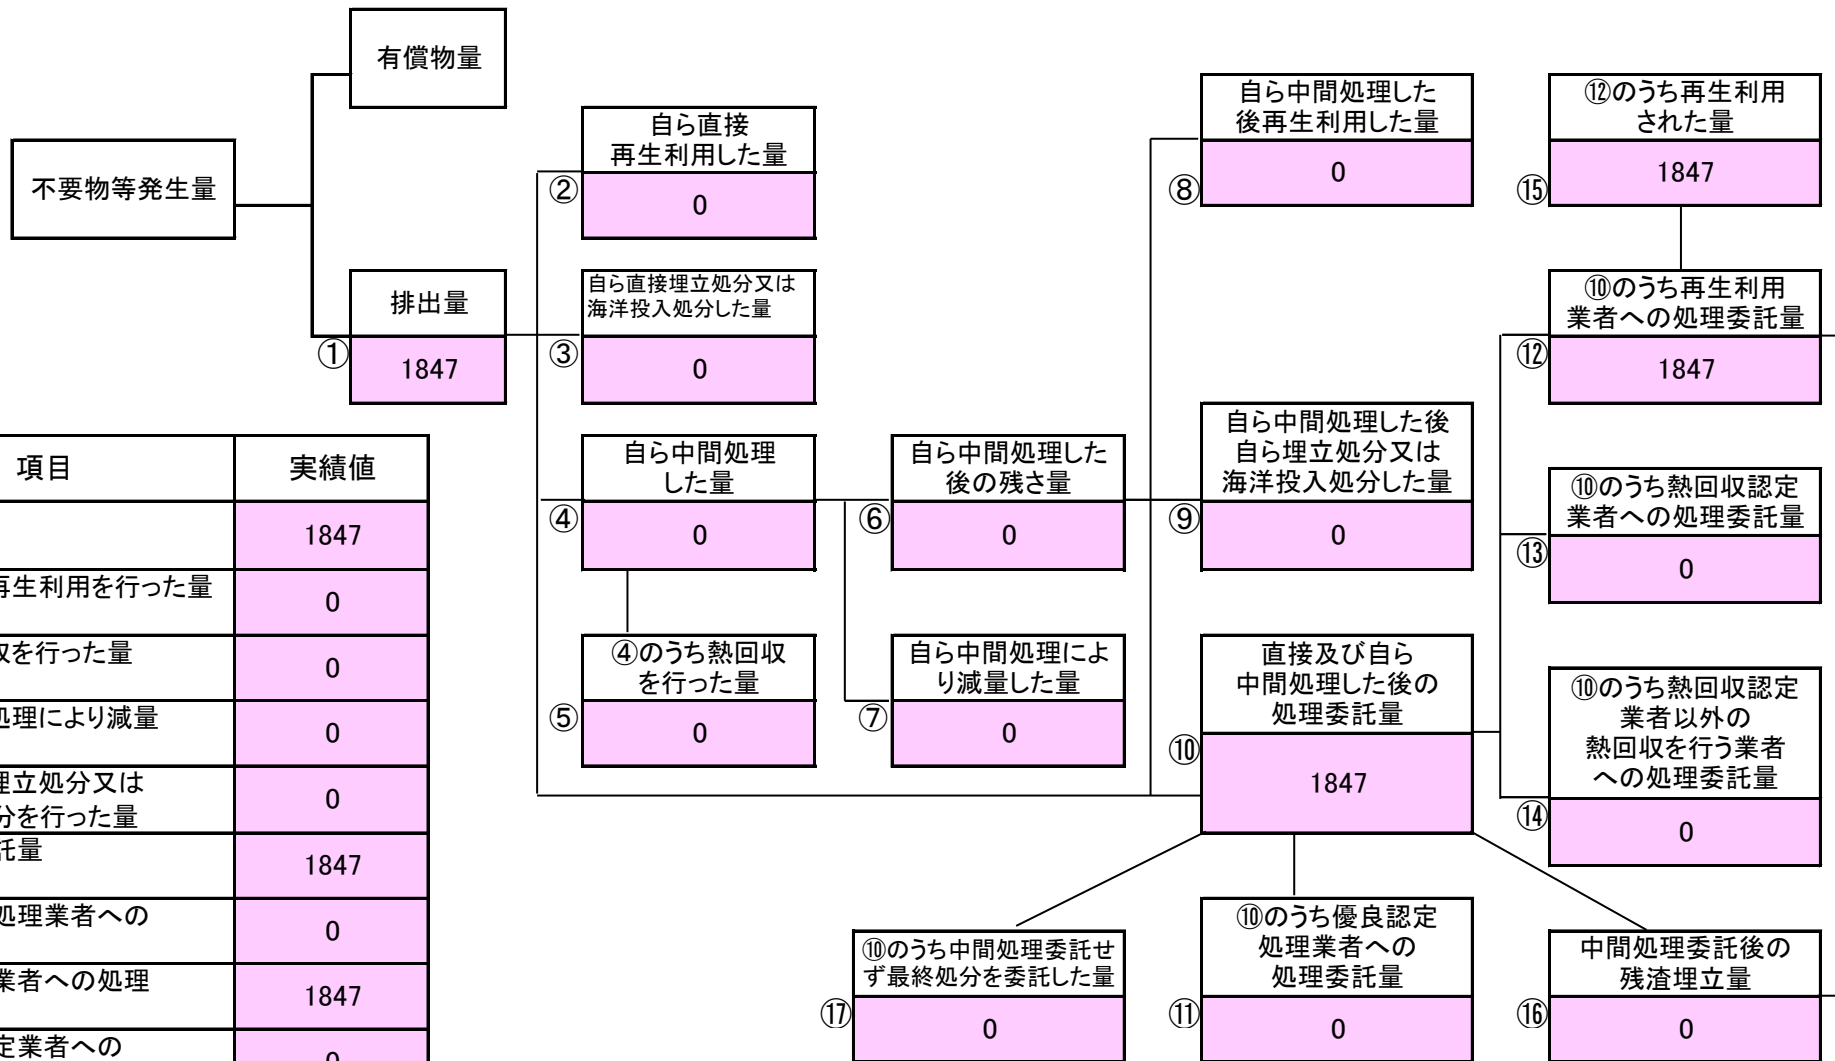 有償物量
不要物等発生量
排出量
①
1847
自ら直接
再生利用した量
②
0
自ら直接埋立処分又は
海洋投入処分した量
③
0
自ら中間処理
した量
④
0
④のうち熱回収
を行った量
⑤
0
自ら中間処理した
後の残さ量
⑥
0
自ら中間処理によ
り減量した量
⑦
0
自ら中間処理した
後再生利用した量
⑧
0
自ら中間処理した後
自ら埋立処分又は
海洋投入処分した量
⑨
0
直接及び自ら
中間処理した後の
処理委託量
⑩
1847
⑫のうち再生利用
された量
⑮
1847
⑩のうち再生利用
業者への処理委託量
⑫
1847
⑩のうち熱回収認定
業者への処理委託量
⑬
0
⑩のうち熱回収認定
業者以外の
熱回収を行う業者
への処理委託量
⑭
0
⑩のうち中間処理委託せ
ず最終処分を委託した量
⑰
0
⑩のうち優良認定
処理業者への
処理委託量
⑪
0
中間処理委託後の
残渣埋立量
⑯
0
項目 実績値
1847
再生利用を行った量 0
を行った量 0
処理により減量 0
埋立処分又は
分を行った量 0
託量 1847
処理業者への 0
業者への処理 1847
定業者への 0